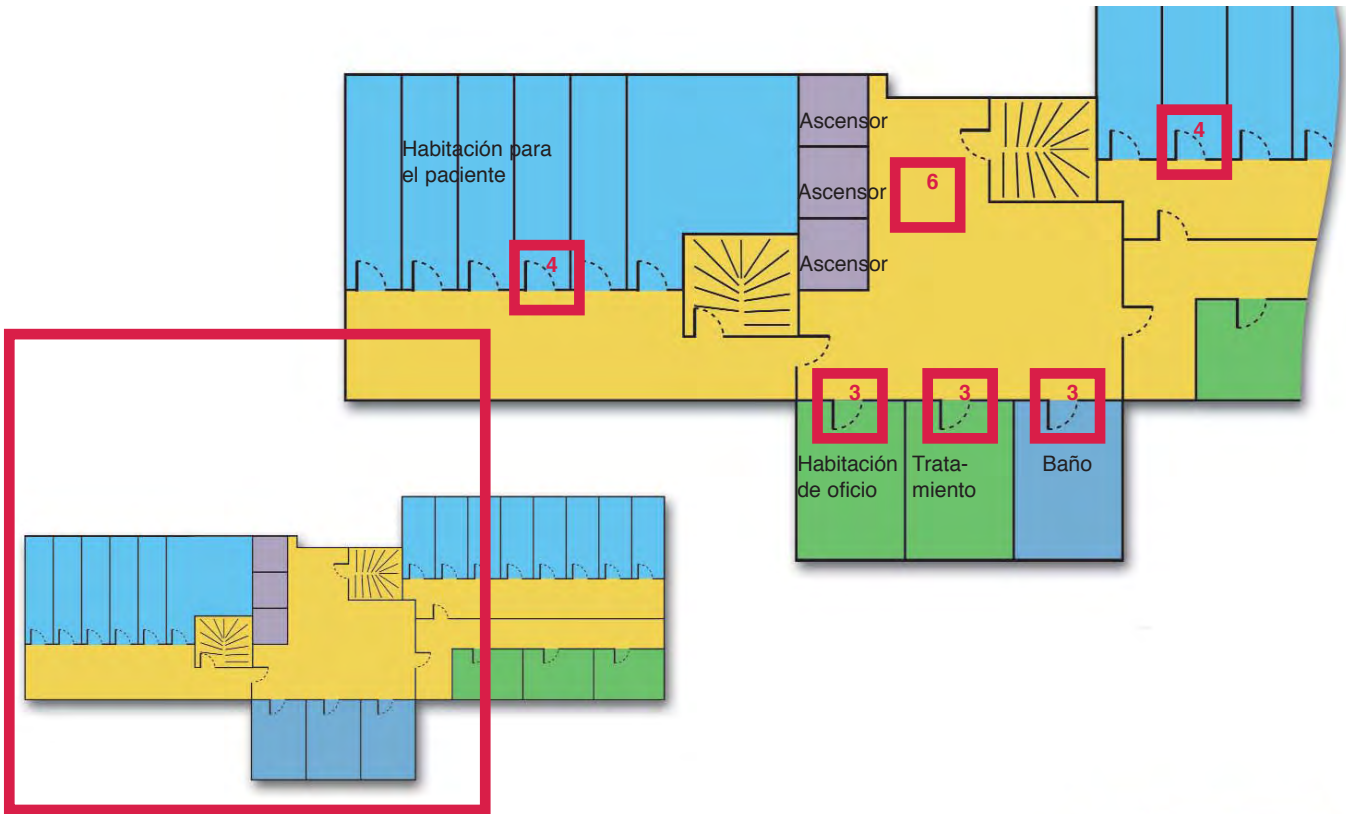 Ascensor
4
Habitación para
el paciente
6
Ascensor
4
Ascensor
3
3
3
Habitación
de oficio
Trata-
miento
Baño